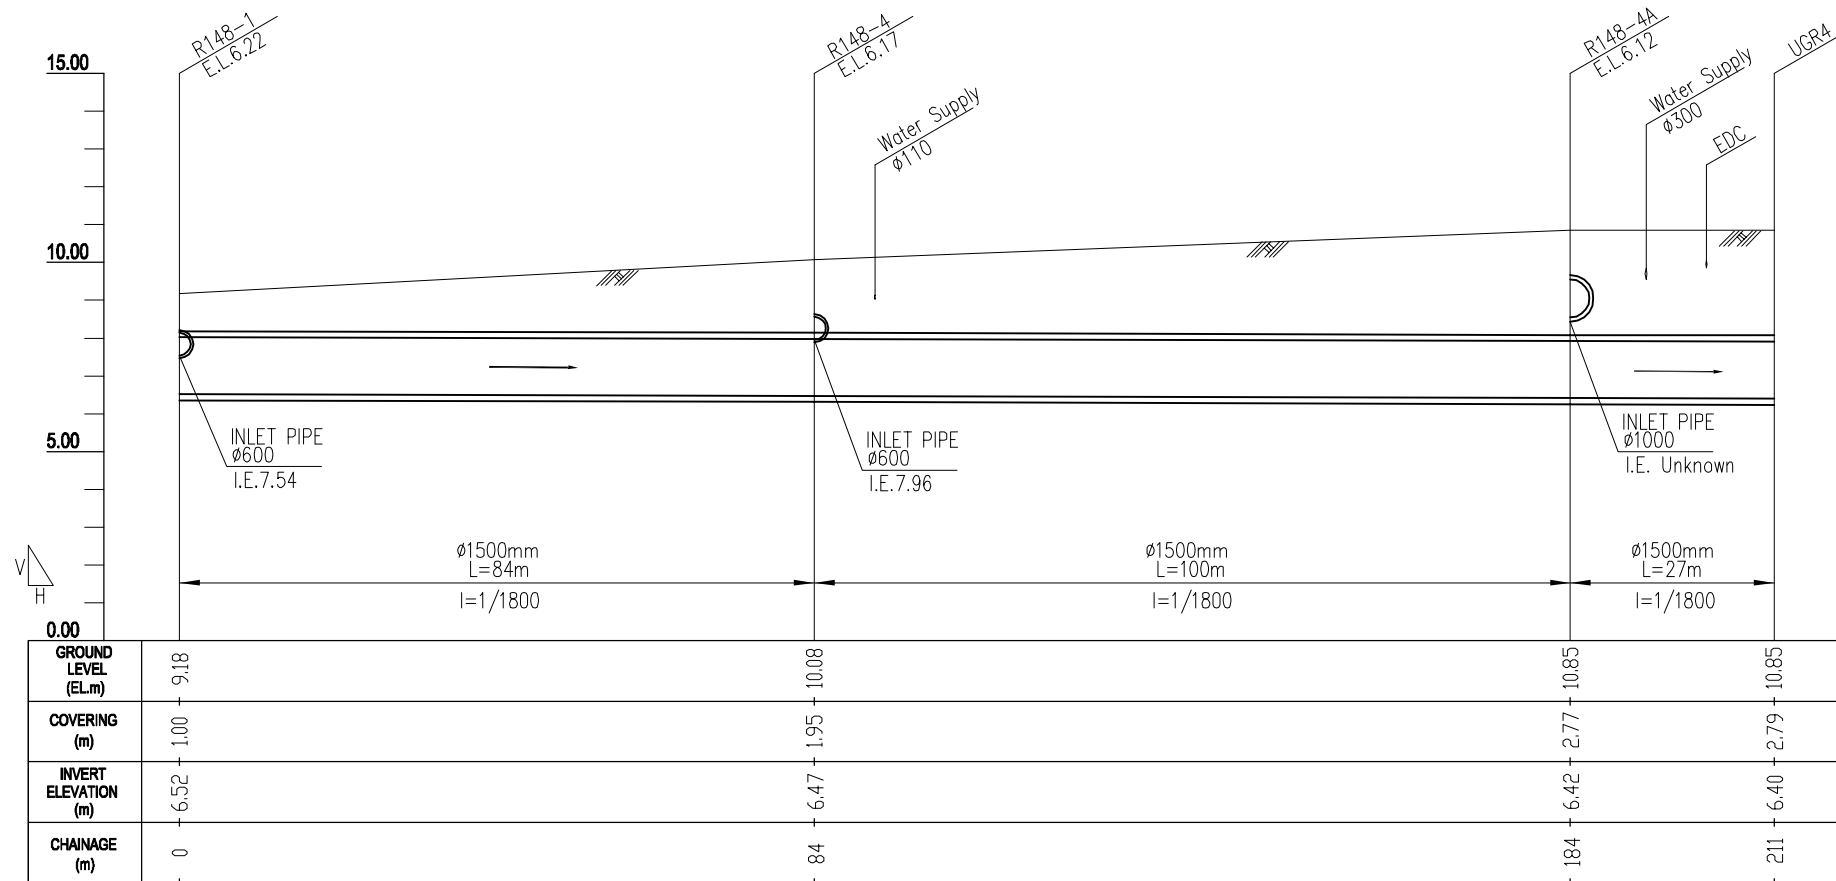 R148-1
E.L.6.22
R148-4
E.L.6.17
R148-4A
E.L.6.12
UGR4
Water Supply
ø110
Water Supply
ø300
EDC
15.00
10.00
5.00
0.00
INLET PIPE
ø600
I.E.7.54
INLET PIPE
ø600
I.E.7.96
INLET PIPE
ø1000
I.E. Unknown
V
H
ø1500mm
L=84m
I=1/1800
ø1500mm
L=100m
I=1/1800
ø1500mm
L=27m
I=1/1800
GROUND
LEVEL
(EL.m)
9.18
10.08
10.85
10.85
COVERING
(m)
1.00
1.95
2.77
2.79
INVERT
ELEVATION
(m)
6.52
6.47
6.42
6.40
CHAINAGE
(m)
0
84
184
211